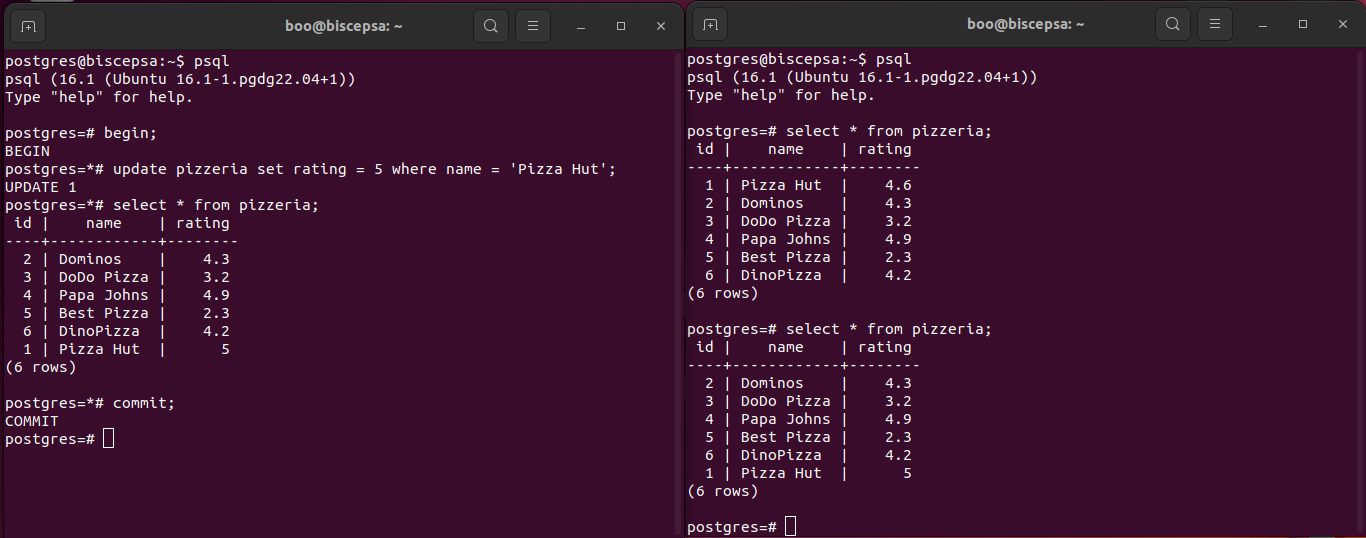 boo@biscepsa: ~
postgres@biscepsa:~$ psql
psql (16.1 (Ubuntu 16.1-1.pgdg22.04+1))
Type "help" for help.

postgres=# begin;
BEGIN
postgres=*# update pizzeria set rating = 5 where name = 'Pizza Hut';
UPDATE 1
postgres=*# select * from pizzeria;
 id |    name    | rating
----+------------+--------
  2 | Dominos    |    4.3
  3 | DoDo Pizza |    3.2
  4 | Papa Johns |    4.9
  5 | Best Pizza |    2.3
  6 | DinoPizza  |    4.2
  1 | Pizza Hut  |      5
(6 rows)

postgres=*# commit;
COMMIT
postgres=#
boo@biscepsa: ~
postgres@biscepsa:~$ psql
psql (16.1 (Ubuntu 16.1-1.pgdg22.04+1))
Type "help" for help.

postgres=# select * from pizzeria;
 id |    name    | rating
----+------------+--------
  1 | Pizza Hut  |    4.6
  2 | Dominos    |    4.3
  3 | DoDo Pizza |    3.2
  4 | Papa Johns |    4.9
  5 | Best Pizza |    2.3
  6 | DinoPizza  |    4.2
(6 rows)

postgres=# select * from pizzeria;
 id |    name    | rating
----+------------+--------
  2 | Dominos    |    4.3
  3 | DoDo Pizza |    3.2
  4 | Papa Johns |    4.9
  5 | Best Pizza |    2.3
  6 | DinoPizza  |    4.2
  1 | Pizza Hut  |      5
(6 rows)

postgres=#